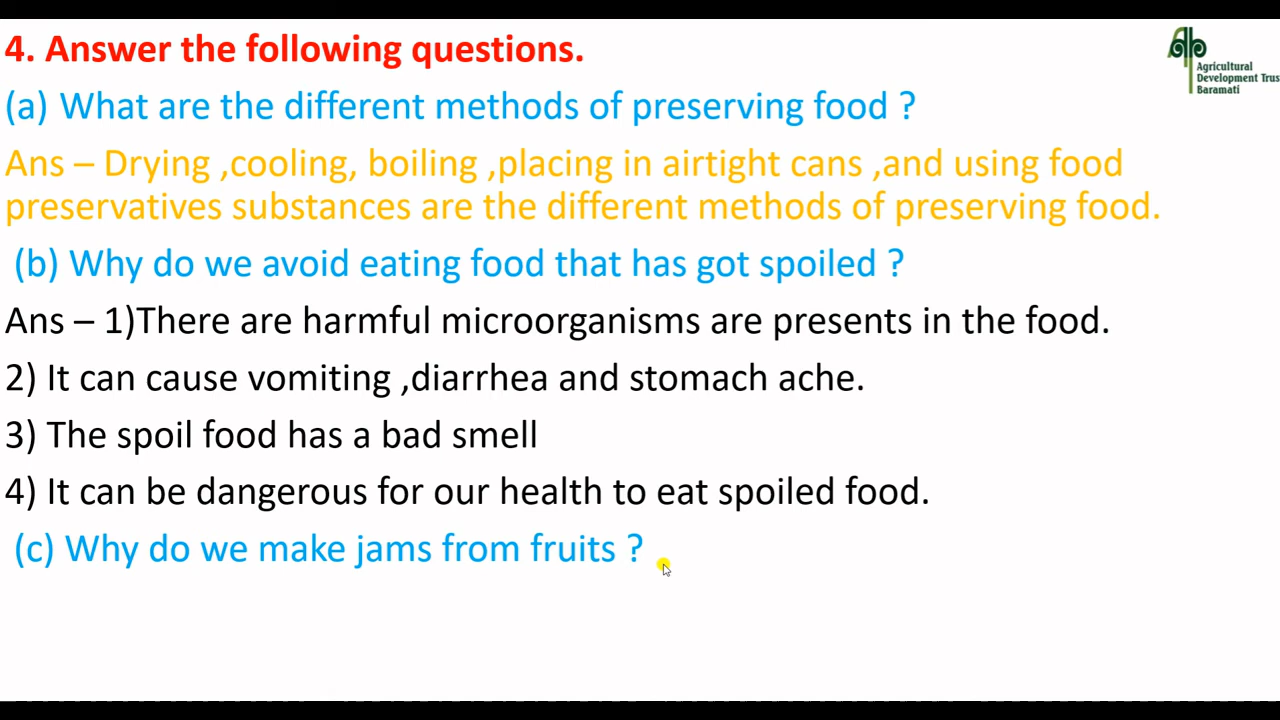 4. Answer the following questions.
Agricultural
Development Trus
Baramati
(a) What are the different methods of preserving food ?
Ans – Drying ,cooling, boiling ,placing in airtight cans ,and using food
preservatives substances are the different methods of preserving food.
(b) Why do we avoid eating food that has got spoiled ?
Ans – 1)There are harmful microorganisms are presents in the food.
2) It can cause vomiting ,diarrhea and stomach ache.
3) The spoil food has a bad smell
4) It can be dangerous for our health to eat spoiled food.
(c) Why do we make jams from fruits ?